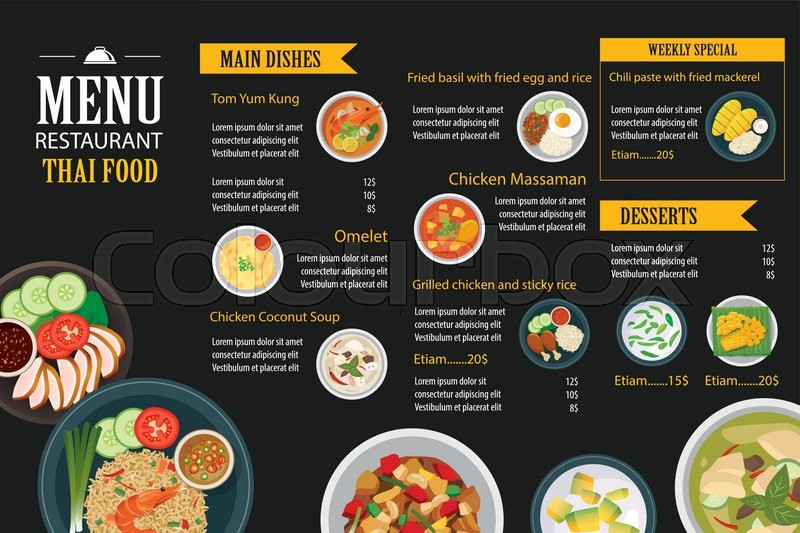 MENU
RESTAURANT
THAI FOOD
MAIN DISHES
Tom Yum Kung
Lorem ipsum dolor sit amet
consectetur adipiscing elit
Vestibulum et placerat elit
Lorem ipsum dolor sit amet 12$
consectetur adipiscing elit 10$
Vestibulum et placerat elit 8$
Omelet
Lorem ipsum dolor sit amet
consectetur adipiscing elit
Vestibulum et placerat elit
Chicken Coconut Soup
Lorem ipsum dolor sit amet
consectetur adipiscing elit
Vestibulum et placerat elit
Fried basil with fried egg and rice
Lorem ipsum dolor sit amet
consectetur adipiscing elit
Vestibulum et placerat elit
Chicken Massaman
Lorem ipsum dolor sit amet
consectetur adipiscing elit
Vestibulum et placerat elit
Grilled chicken and sticky rice
Lorem ipsum dolor sit amet
consectetur adipiscing elit
Vestibulum et placerat elit
Etiam.......20$
Lorem ipsum dolor sit amet 12$
consectetur adipiscing elit 10$
Vestibulum et placerat elit 8$
WEEKLY SPECIAL
Chili paste with fried mackerel
Lorem ipsum dolor sit
consectetur adipiscing
Vestibulum et placerat
Etiam.......20$
DESSERTS
Lorem ipsum dolor sit amet 12$
consectetur adipiscing elit 10$
Vestibulum et placerat elit 8$
Etiam.......15$
Etiam.......20$
Colourbox